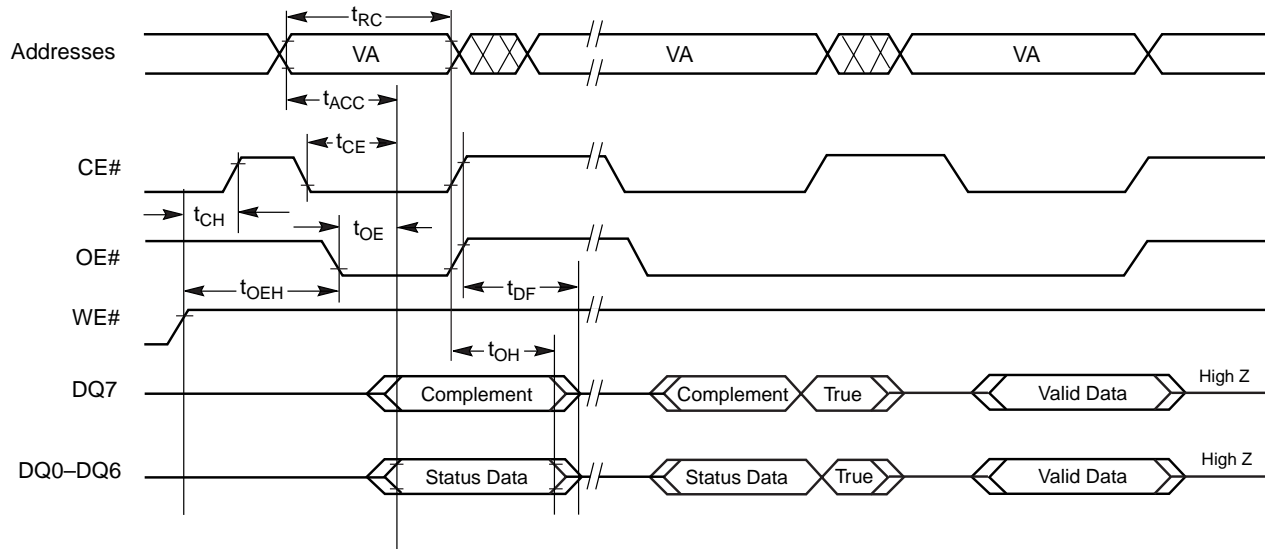 tRC
Addresses VA VA VA
tACC
tCE
CE#
tCH tOE
OE#
tOEH tDF
WE#
tOH
DQ7 Complement Complement True Valid Data High Z
DQ0–DQ6 Status Data Status Data True Valid Data High Z